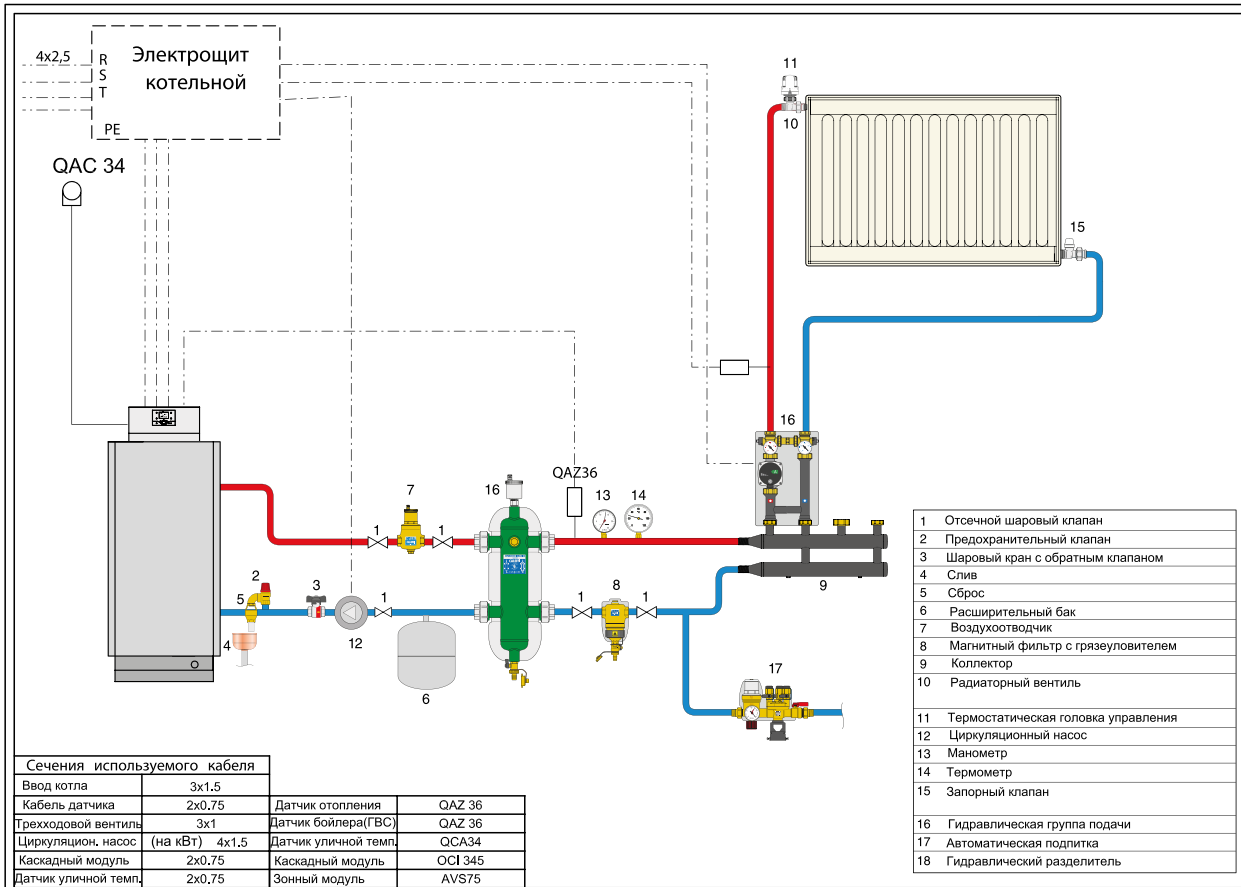 4x2,5
R
S
T
PE
Электрощит
котельной
QAC 34
11
10
15
16
QAZ36
7
16
13
14
1
1
2
5
3
1
1
8
1
4
12
6
9
17
1 Отсечной шаровый клапан
2 Предохранительный клапан
3 Шаровый кран с обратным клапаном
4 Слив
5 Сброс
6 Расширительный бак
7 Воздухоотводчик
8 Магнитный фильтр с грязеуловителем
9 Коллектор
10 Радиаторный вентиль
11 Термостатическая головка управления
12 Циркуляционный насос
13 Манометр
14 Термометр
15 Запорный клапан
16 Гидравлическая группа подачи
17 Автоматическая подпитка
18 Гидравлический разделитель
Сечения используемого кабеля
Ввод котла 3x1.5
Кабель датчика 2x0.75 Датчик отопления QAZ 36
Трехходовой вентиль 3x1 Датчик бойлера(ГВС) QAZ 36
Циркуляцион. насос (на кВт) 4x1.5 Датчик уличной темп. QCA34
Каскадный модуль 2x0.75 Каскадный модуль OCI 345
Датчик уличной темп. 2x0.75 Зонный модуль AVS75